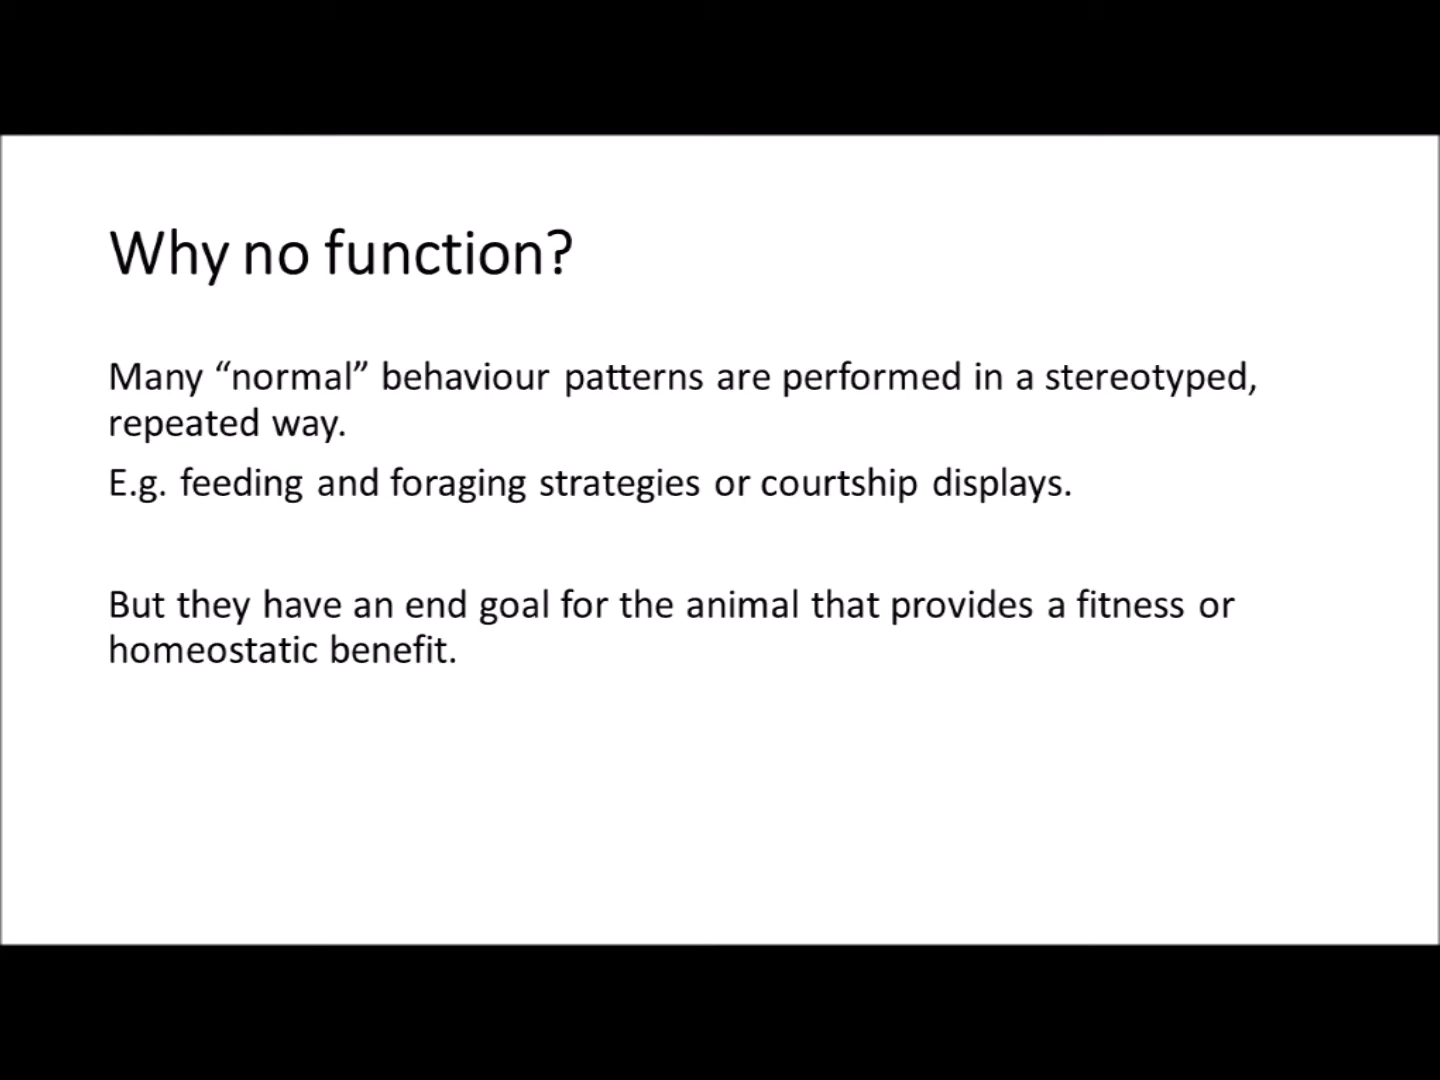 Why no function?
Many “normal” behaviour patterns are performed in a stereotyped,
repeated way.
E.g. feeding and foraging strategies or courtship displays.
But they have an end goal for the animal that provides a fitness or
homeostatic benefit.